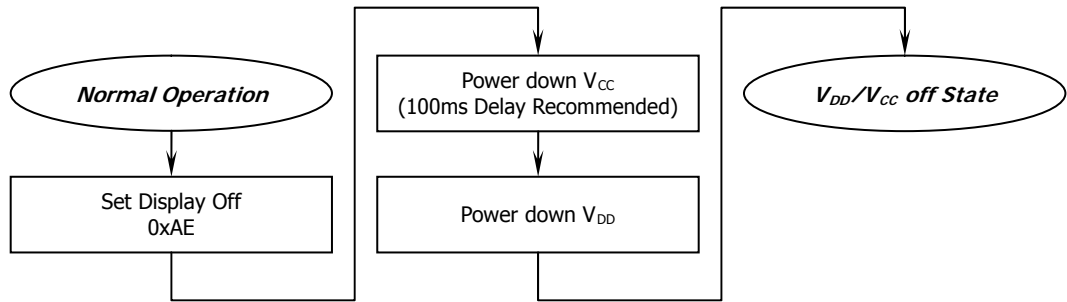 Normal Operation
Set Display Off
0xAE
Power down VCC
(100ms Delay Recommended)
Power down VDD
VDD/VCC off State